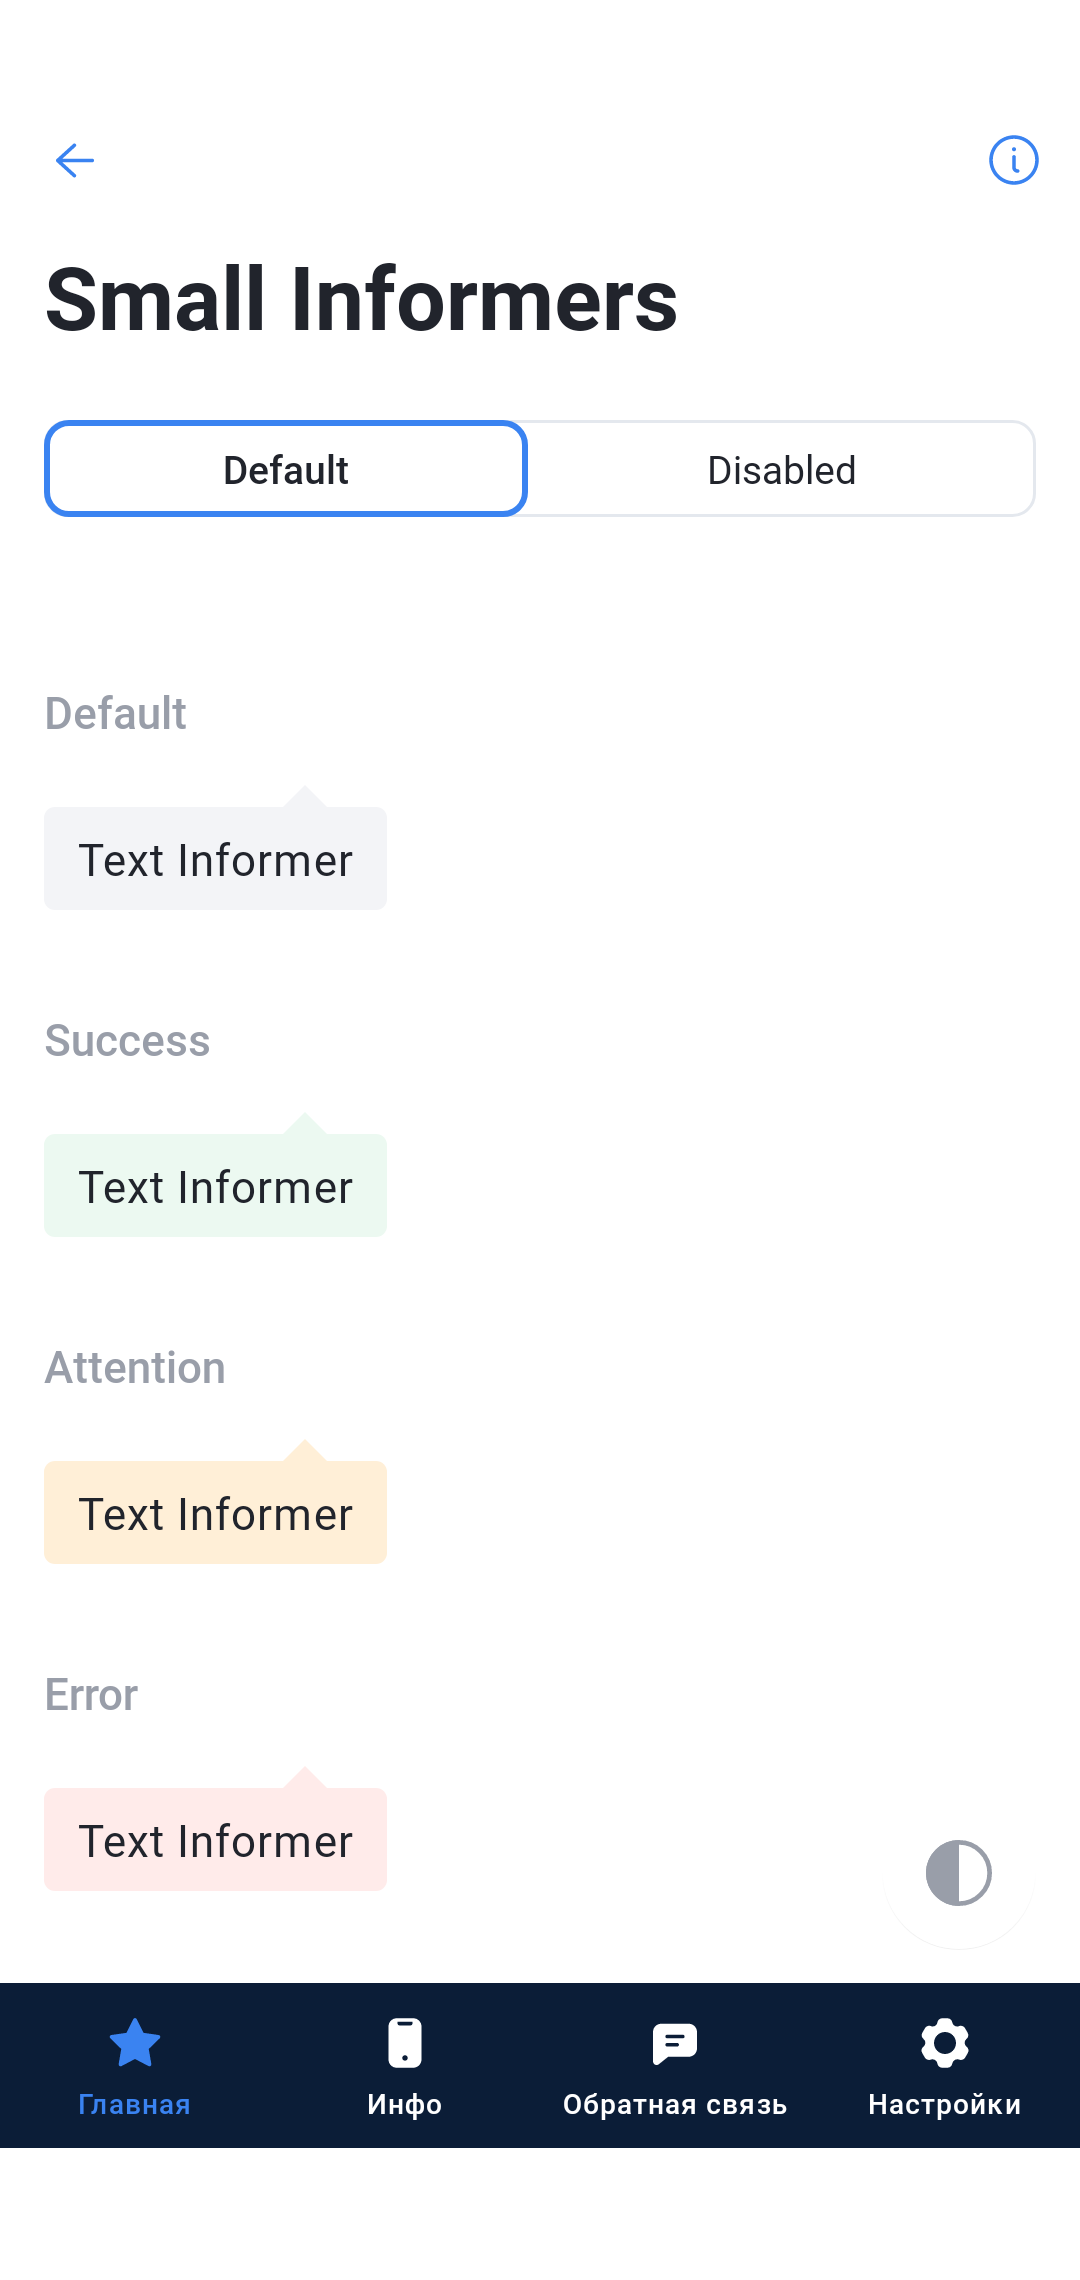 Small Informers
Default
Disabled
Default
Text Informer
Success
Text Informer
Attention
Text Informer
Error
Text Informer
Главная
Инфо
Обратная связь
Настройки